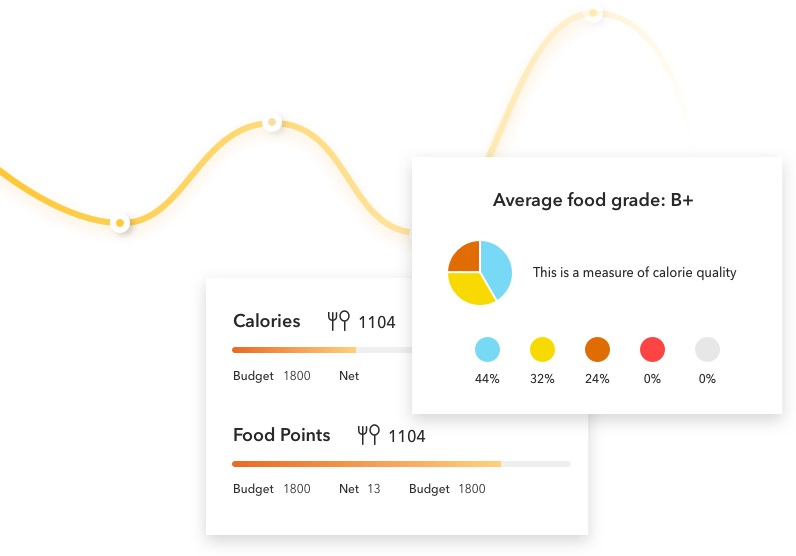 Average food grade: B+
This is a measure of calorie quality
44% 32% 24% 0% 0%
Calories 1104
Budget 1800 Net
Food Points 1104
Budget 1800 Net 13 Budget 1800